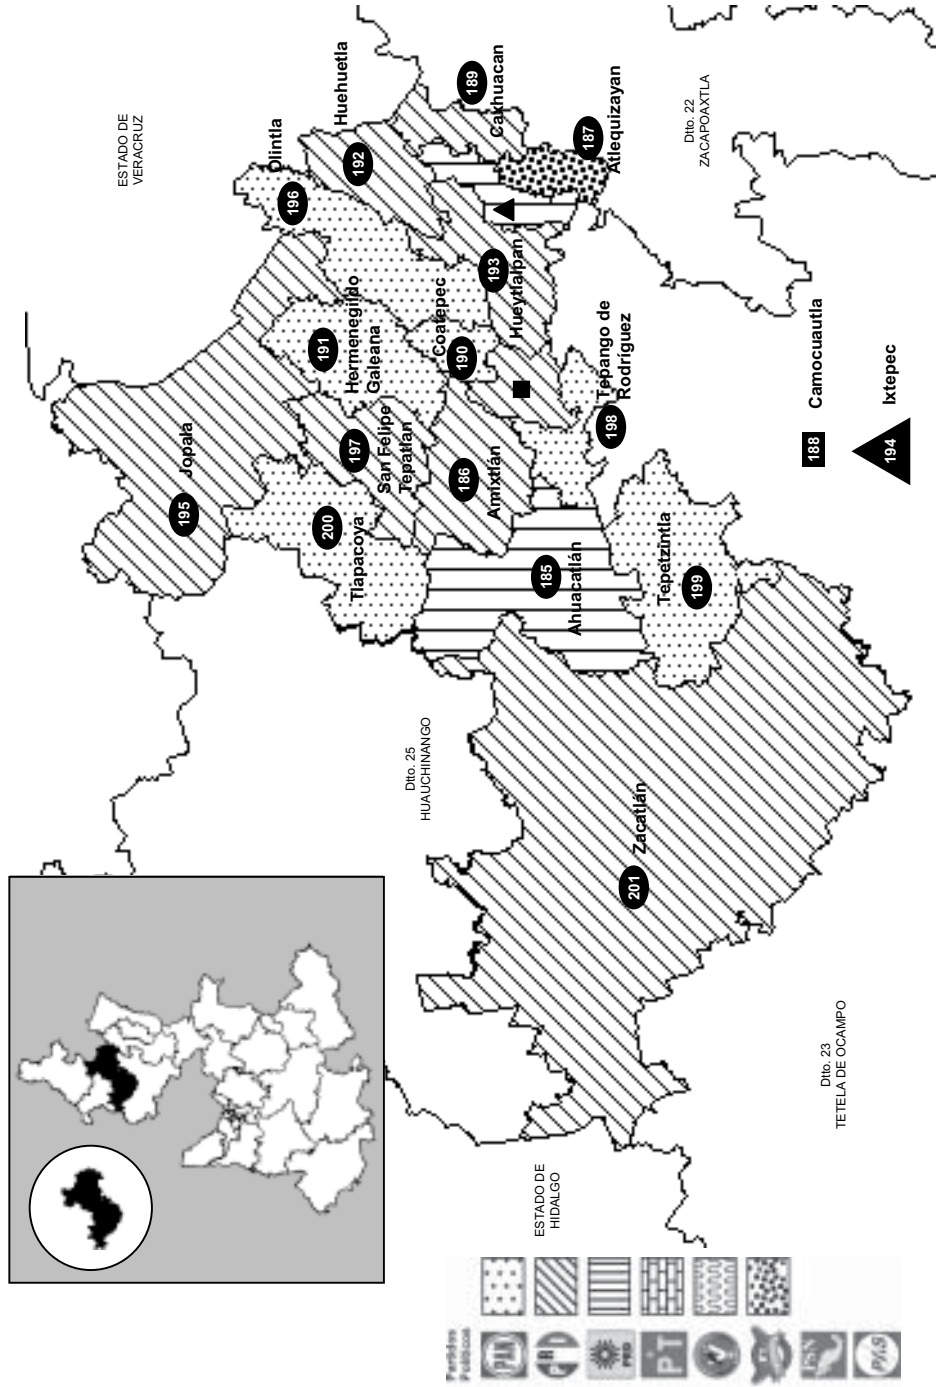 ESTADO DE
VERACRUZ
Huehuetla
192
Olintla
196
189
Caxhuacan
187
Atlequizayan
Dtto. 22
ZACAPOAXTLA
193
Hueytlalpan
Coatepec
190
191
Hermenegildo
Galeana
Jopala
195
197
San Felipe
Tepatlan
200
Tlapacoya
186
Amixtlán
Tepango de
Rodríguez
198
185
Ahuacatlán
Tepetzintla
199
Camocuautla
188
Ixtepec
194
Dtto. 25
HUAUCHINANGO
Zacatlán
201
Dtto. 23
TETELA DE OCAMPO
ESTADO DE
HIDALGO
Partidos
Políticos
PAN
PRI
PRD
PT
PAS